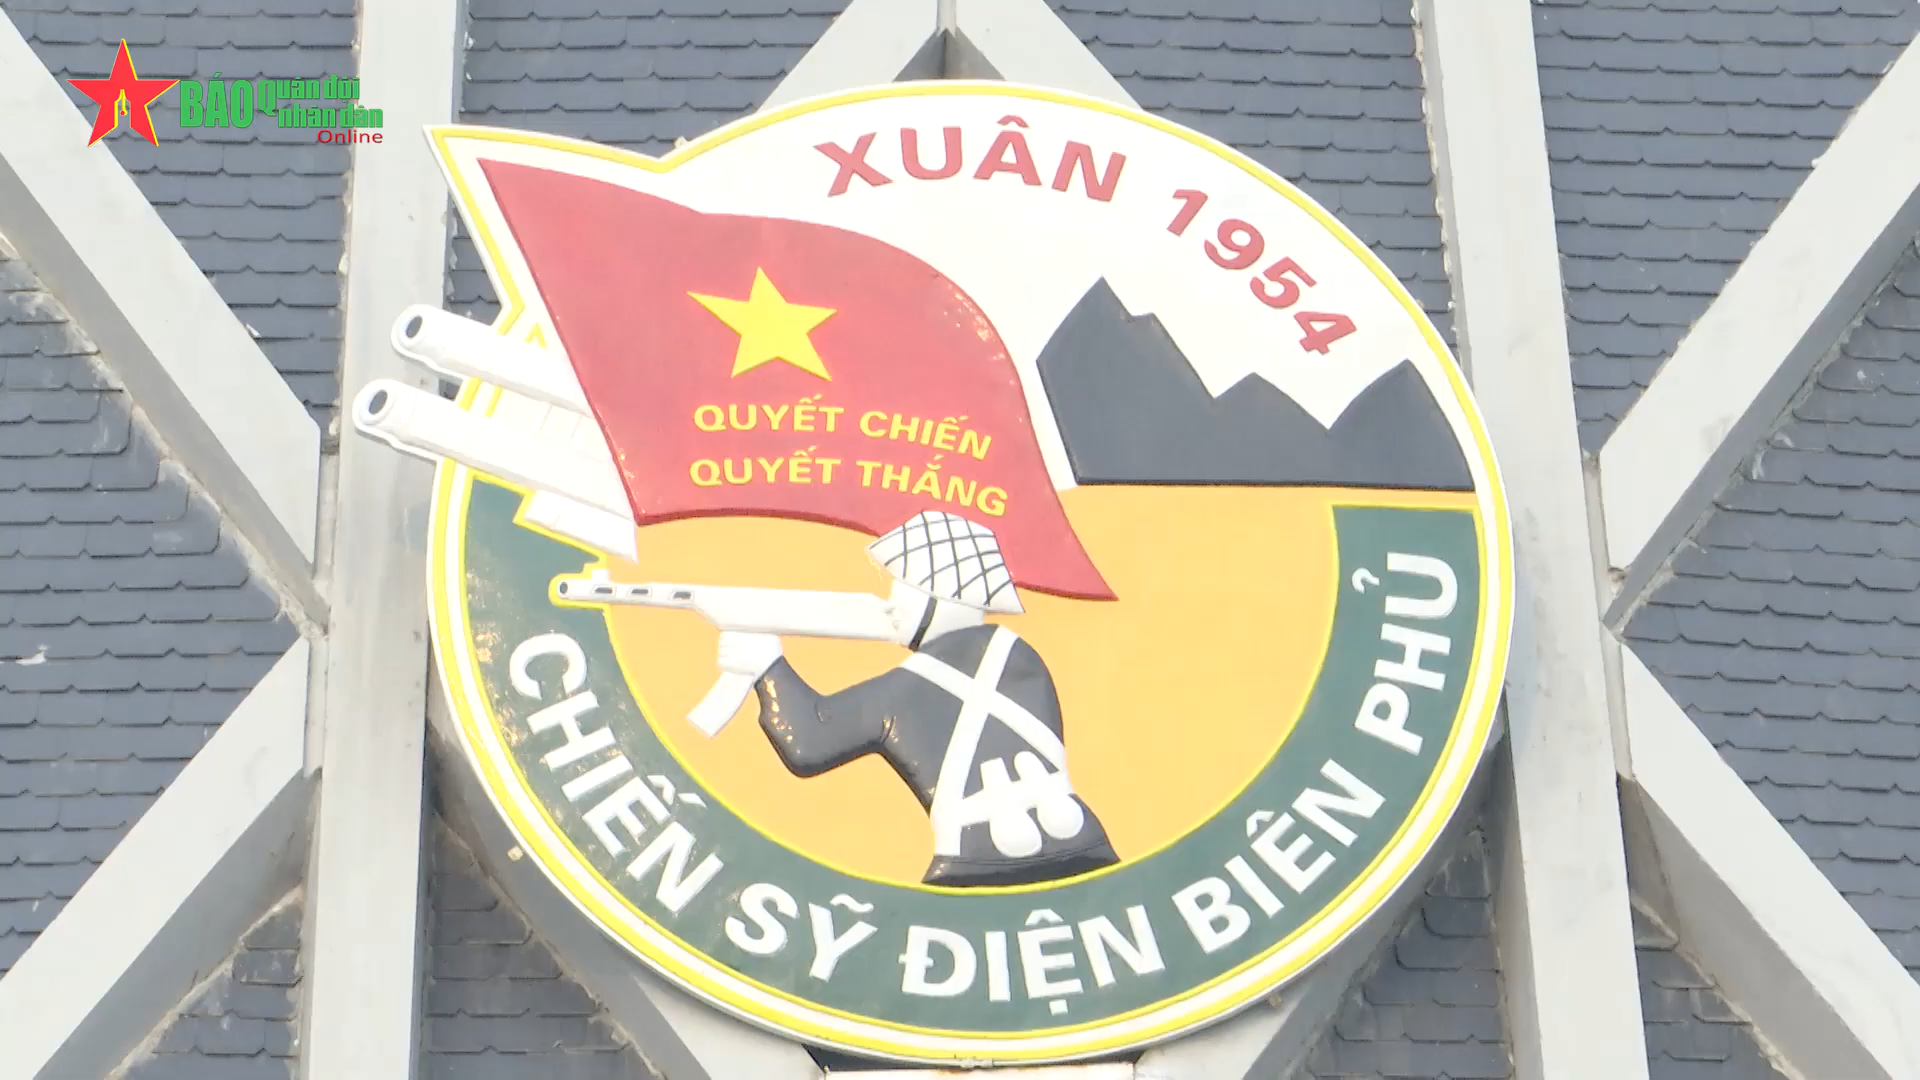 BÁO Quân đội
nhân dân
Online
XUÂN 1954
QUYẾT CHIẾN
QUYẾT THẮNG
CHIẾN SỸ ĐIỆN BIÊN PHỦ